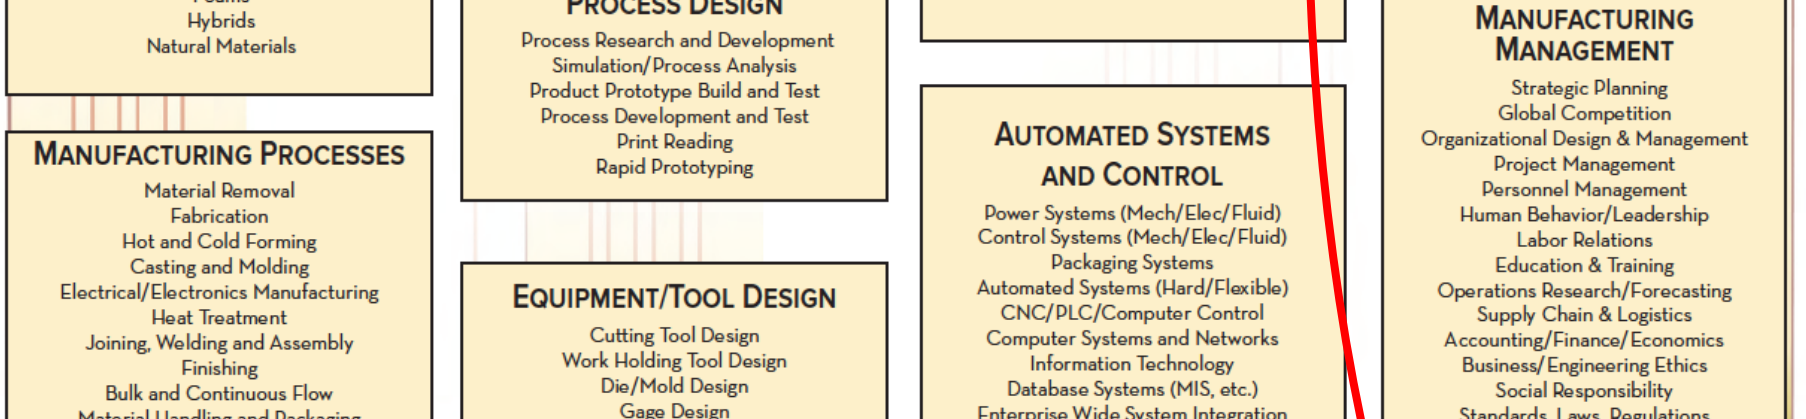 Foams
Hybrids
Natural Materials
MANUFACTURING PROCESSES
Material Removal
Fabrication
Hot and Cold Forming
Casting and Molding
Electrical/Electronics Manufacturing
Heat Treatment
Joining, Welding and Assembly
Finishing
Bulk and Continuous Flow
Material Handling and Packaging
PROCESS DESIGN
Process Research and Development
Simulation/Process Analysis
Product Prototype Build and Test
Process Development and Test
Print Reading
Rapid Prototyping
EQUIPMENT/TOOL DESIGN
Cutting Tool Design
Work Holding Tool Design
Die/Mold Design
Gage Design
AUTOMATED SYSTEMS
AND CONTROL
Power Systems (Mech/Elec/Fluid)
Control Systems (Mech/Elec/Fluid)
Packaging Systems
Automated Systems (Hard/Flexible)
CNC/PLC/Computer Control
Computer Systems and Networks
Information Technology
Database Systems (MIS, etc.)
Enterprise Wide System Integration
MANUFACTURING
MANAGEMENT
Strategic Planning
Global Competition
Organizational Design & Management
Project Management
Personnel Management
Human Behavior/Leadership
Labor Relations
Education & Training
Operations Research/Forecasting
Supply Chain & Logistics
Accounting/Finance/Economics
Business/Engineering Ethics
Social Responsibility
Standards, Laws, Regulations